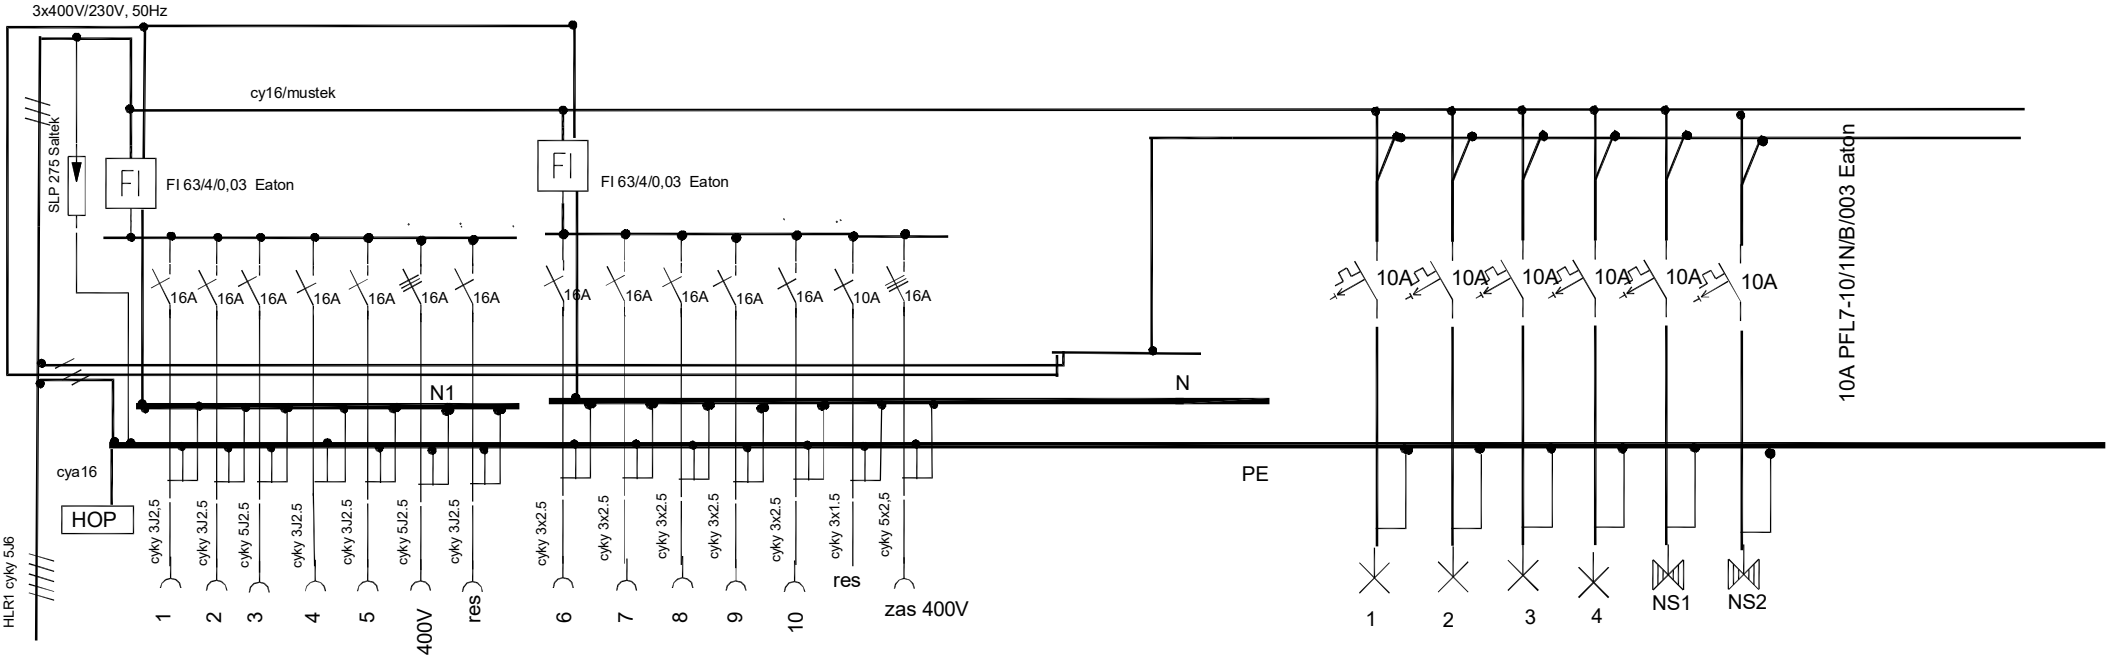 3x400V/230V, 50Hz
cy16/mustek
SLP 275 Saltek
FI
FI 63/4/0,03 Eaton
FI
FI 63/4/0,03 Eaton
16A
16A
16A
16A
16A
16A
16A
16A
16A
16A
16A
16A
10A
16A
10A
10A
10A
10A
10A
10A
10A PFL7-10/1N/B/003 Eaton
N1
N
PE
cya16
HOP
HLR1 cyky 5J6
cyky 3J2,5
cyky 3J2.5
cyky 5J2.5
cyky 3J2.5
cyky 3J2.5
cyky 5J2.5
cyky 3J2.5
cyky 3x2.5
cyky 3x2.5
cyky 3x2.5
cyky 3x2.5
cyky 3x2.5
cyky 3x1.5
cyky 5x2,5
1
2
3
4
5
400V
res
6
7
8
9
10
res
zas 400V
1
2
3
4
NS1
NS2